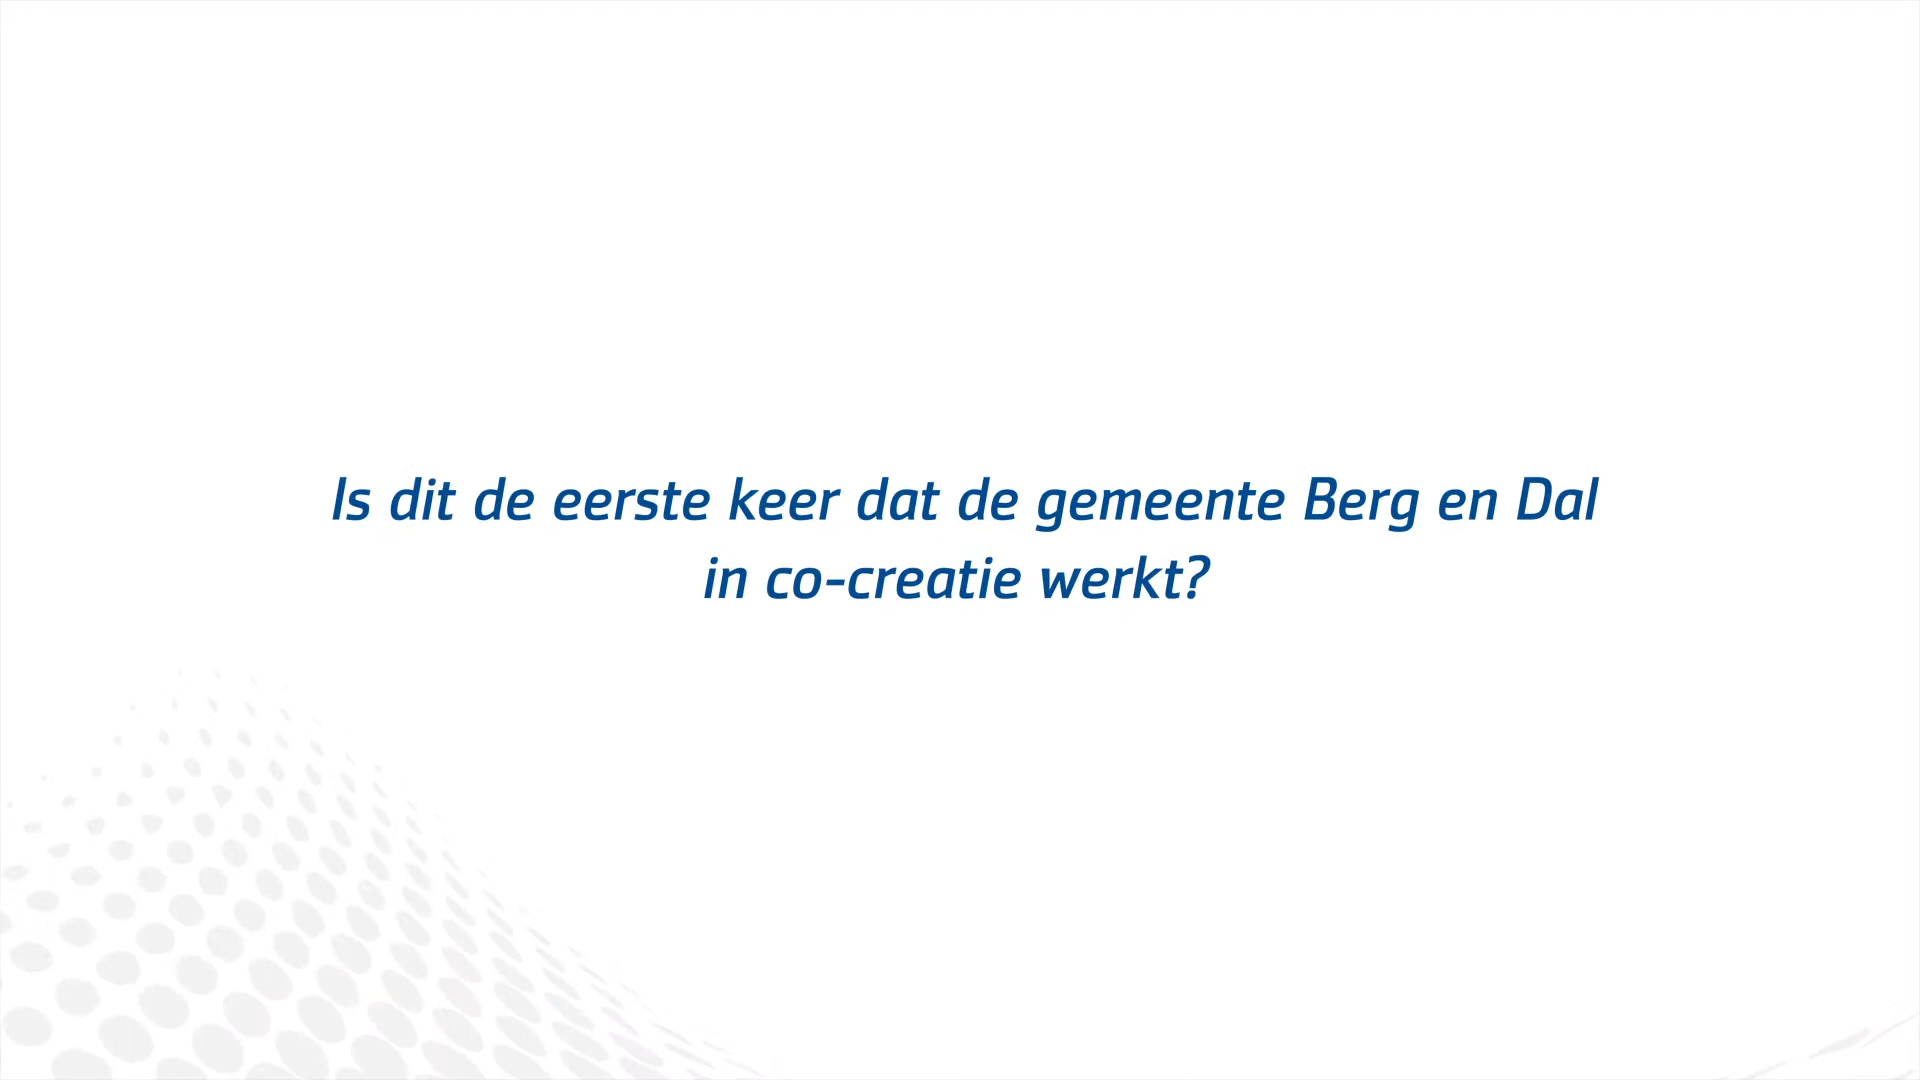 Is dit de eerste keer dat de gemeente Berg en Dal
in co-creatie werkt?